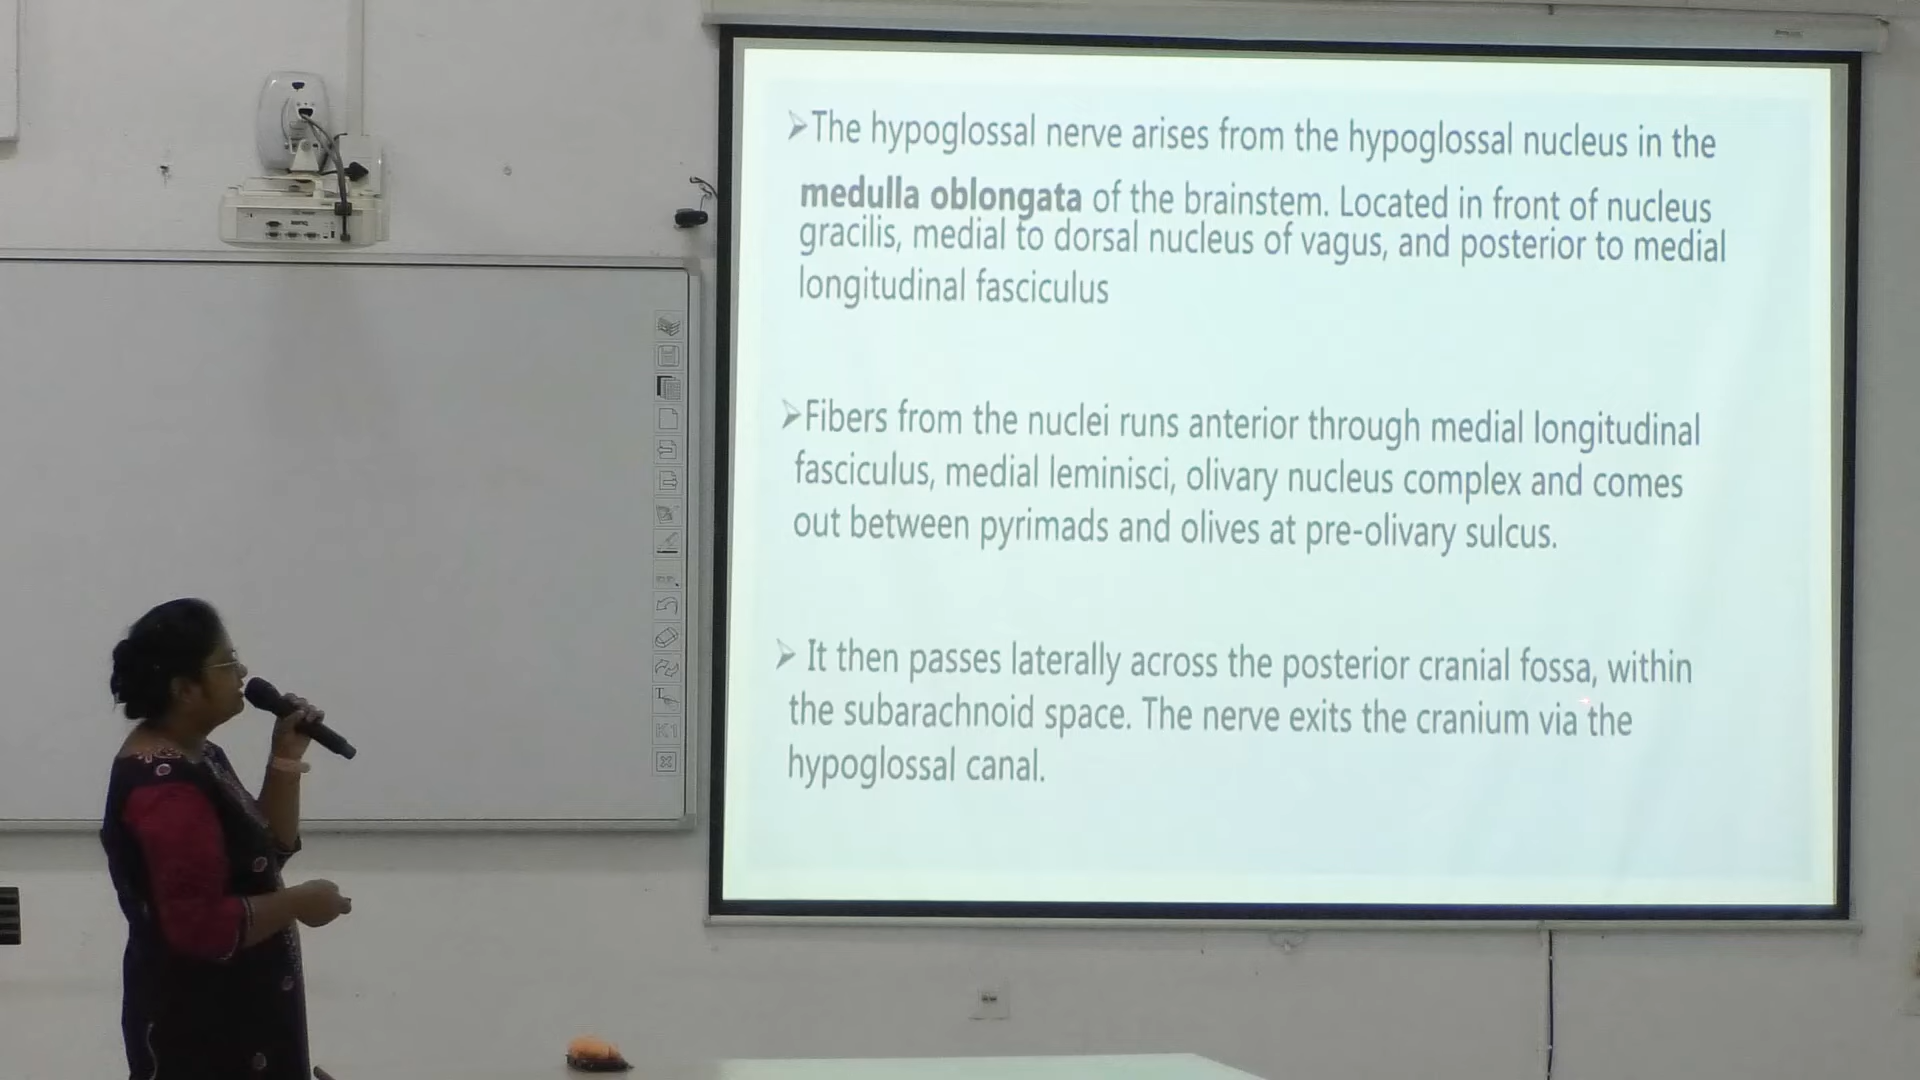 The hypoglossal nerve arises from the hypoglossal nucleus in the
medulla oblongata of the brainstem. Located in front of nucleus
gracilis, medial to dorsal nucleus of vagus, and posterior to medial
longitudinal fasciculus
Fibers from the nuclei runs anterior through medial longitudinal
fasciculus, medial leminisci, olivary nucleus complex and comes
out between pyrimads and olives at pre-olivary sulcus.
It then passes laterally across the posterior cranial fossa, within
the subarachnoid space. The nerve exits the cranium via the
hypoglossal canal.